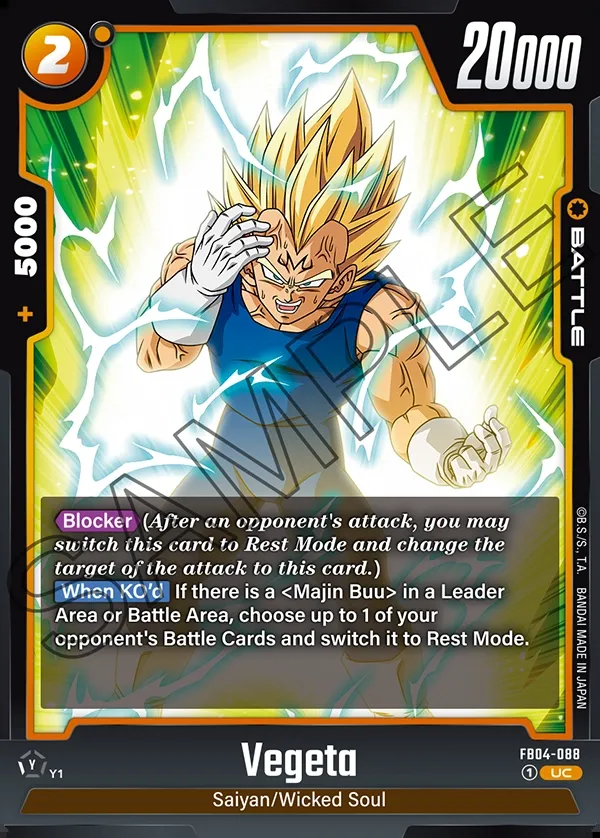 2
20000
+ 5000
BATTLE
SAMPLE
Blocker (After an opponent's attack, you may
switch this card to Rest Mode and change the
target of the attack to this card.)
When KO'd If there is a <Majin Buu> in a Leader
Area or Battle Area, choose up to 1 of your
opponent's Battle Cards and switch it to Rest Mode.
©B.S./S., T.A. BANDAI MADE IN JAPAN
Y Y1
Vegeta
FB04-088
1 UC
Saiyan/Wicked Soul